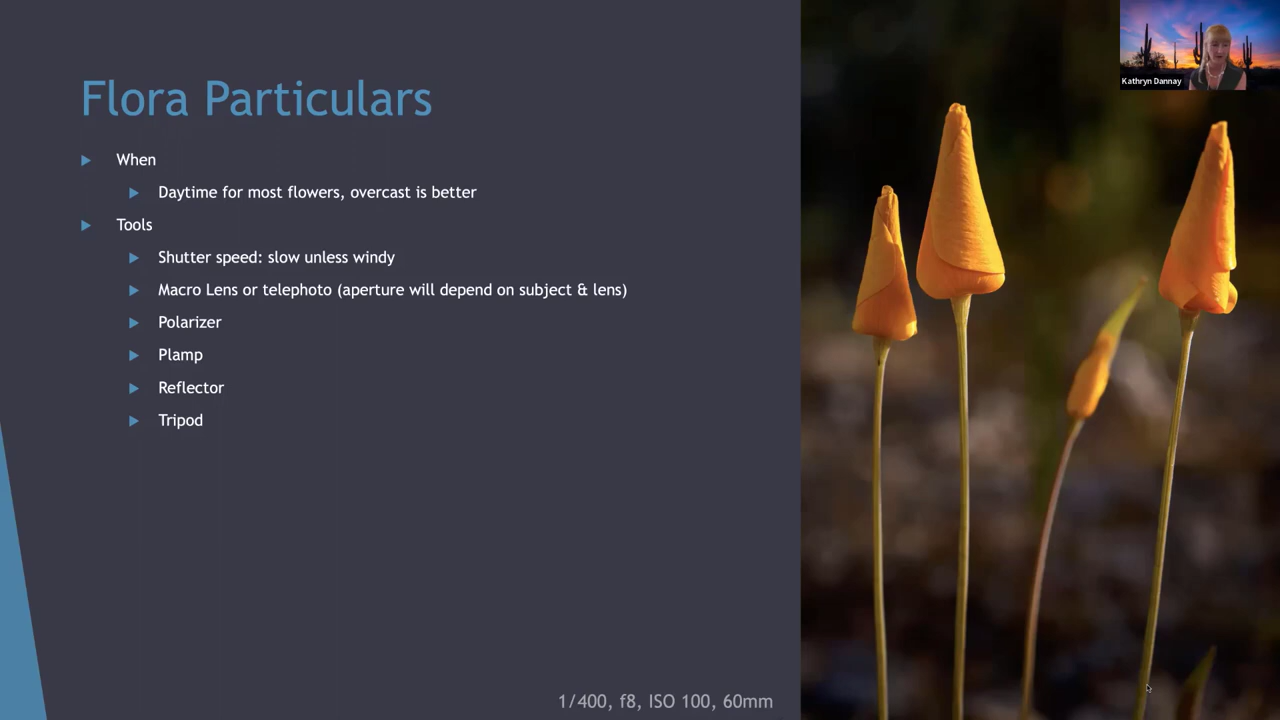 Flora Particulars
When
Daytime for most flowers, overcast is better
Tools
Shutter speed: slow unless windy
Macro Lens or telephoto (aperture will depend on subject & lens)
Polarizer
Plamp
Reflector
Tripod
1/400, f8, ISO 100, 60mm
Kathryn Dannay